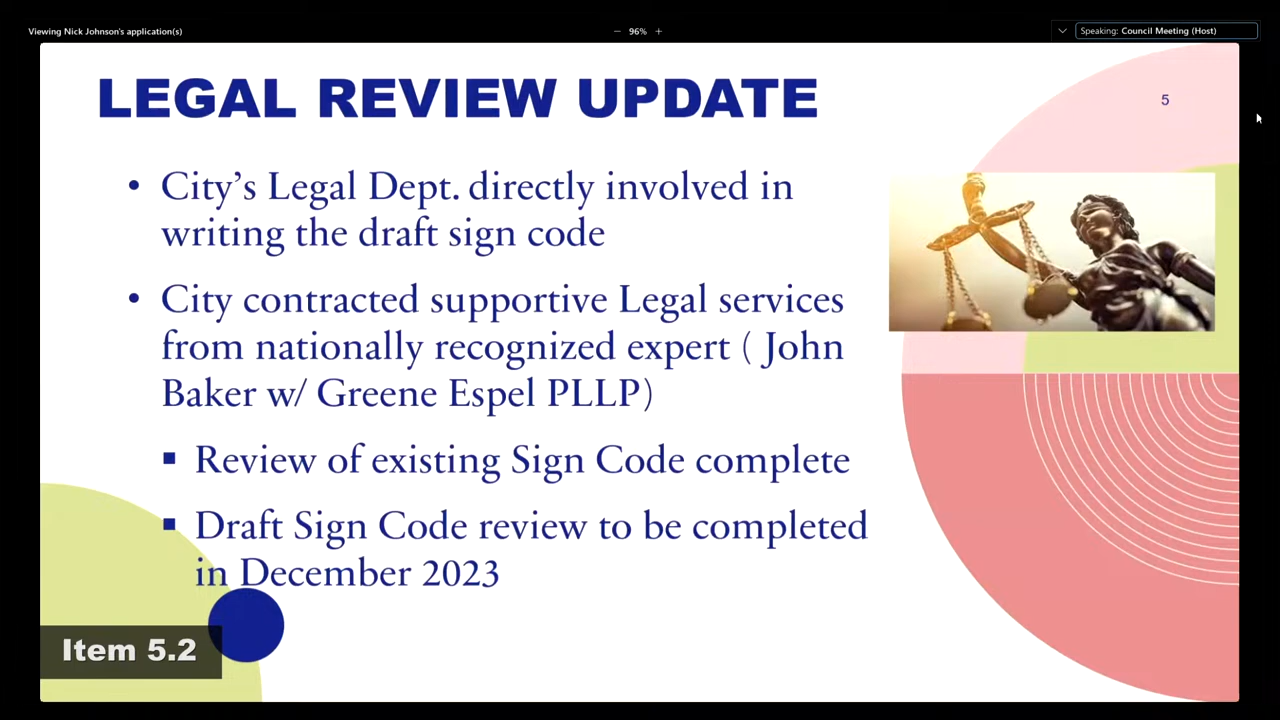 Viewing Nick Johnson's application(s)
− 96% +
Speaking: Council Meeting (Host)
LEGAL REVIEW UPDATE
5
• City’s Legal Dept. directly involved in
writing the draft sign code
• City contracted supportive Legal services
from nationally recognized expert ( John
Baker w/ Greene Espel PLLP)
▪ Review of existing Sign Code complete
▪ Draft Sign Code review to be completed
in December 2023
Item 5.2